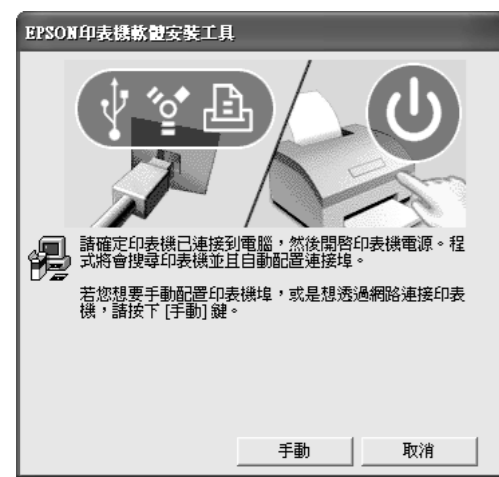 EPSON印表機軟體安裝工具
請確定印表機已連接到電腦，然後開啓印表機電源。程
式將會搜尋印表機並且自動配置連接埠。
若您想要手動配置印表機埠，或是想透過網路連接印表
機，請按下 [手動] 鍵。
手動
取消